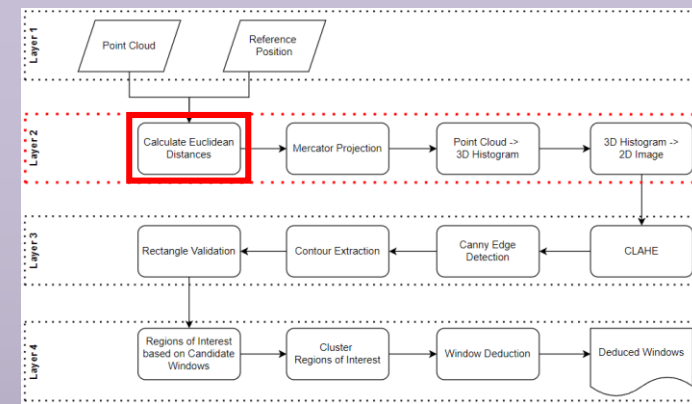 Layer 1
Point Cloud
Reference
Position
Layer 2
Calculate Euclidean
Distances
Mercator Projection
Point Cloud ->
3D Histogram
3D Histogram ->
2D Image
Layer 3
Rectangle Validation
Contour Extraction
Canny Edge
Detection
CLAHE
Layer 4
Regions of Interest
based on Candidate
Windows
Cluster
Regions of Interest
Window Deduction
Deduced Windows